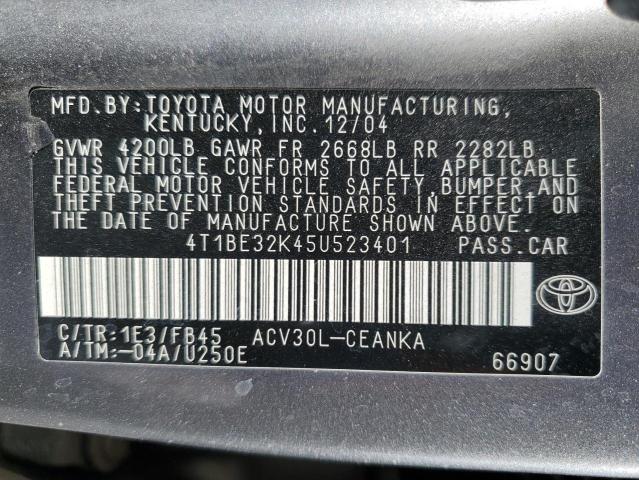 MFD.BY:TOYOTA MOTOR MANUFACTURING,
KENTUCKY,INC.12/04
GVWR 4200LB GAWR FR 2668LB RR 2282LB
THIS VEHICLE CONFORMS TO ALL APPLICABLE
FEDERAL MOTOR VEHICLE SAFETY,BUMPER,AND
THEFT PREVENTION STANDARDS IN EFFECT ON
THE DATE OF MANUFACTURE SHOWN ABOVE.
4T1BE32K45U523401 PASS.CAR
C/TR:1E3/FB45 ACV30L-CEANKA
A/TM:-04A/U250E 66907